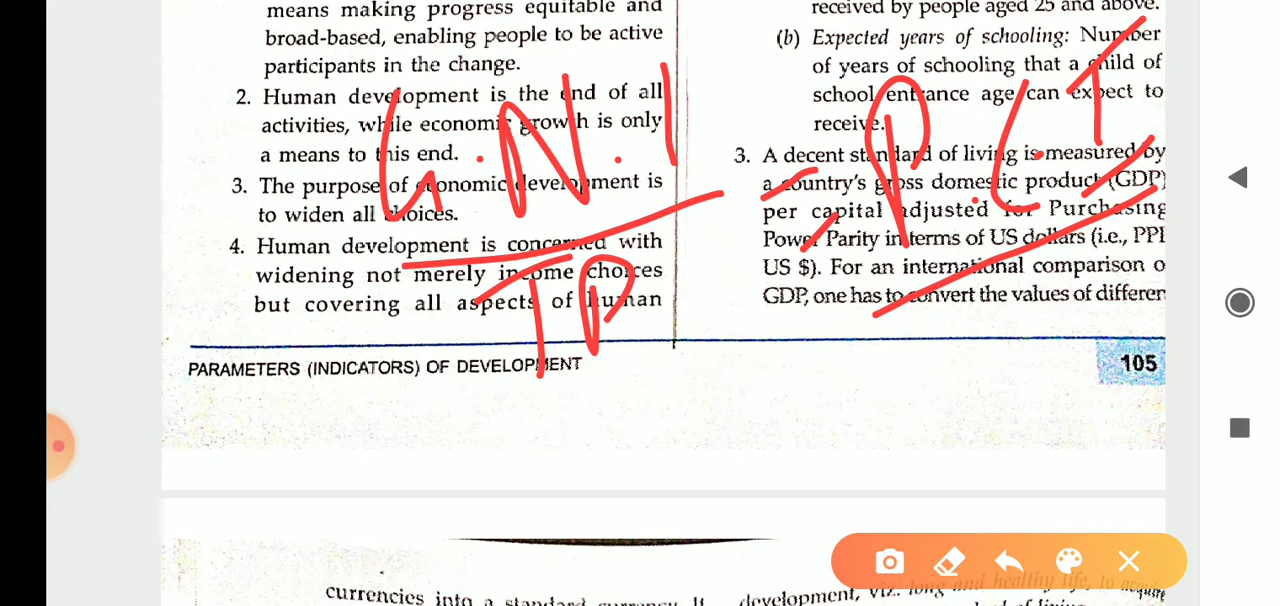 means making progress equitable and
broad-based, enabling people to be active
participants in the change.
2. Human development is the end of all
activities, while economic growth is only
a means to this end.
3. The purpose of economic development is
to widen all choices.
4. Human development is concerned with
widening not merely income choices
but covering all aspects of human
received by people aged 25 and above.
(b) Expected years of schooling: Number
of years of schooling that a child of
school entrance age can expect to
receive.
3. A decent standard of living is measured by
a country's gross domestic product (GDP)
per capital adjusted for Purchasing
Power Parity in terms of US dollars (i.e., PPP
US $). For an international comparison o
GDP, one has to convert the values of differen
G.N.I
TP
= P.C.I
PARAMETERS (INDICATORS) OF DEVELOPMENT
105
currencies into a standard currency. It
development, viz.. long and healthy life, to acquire